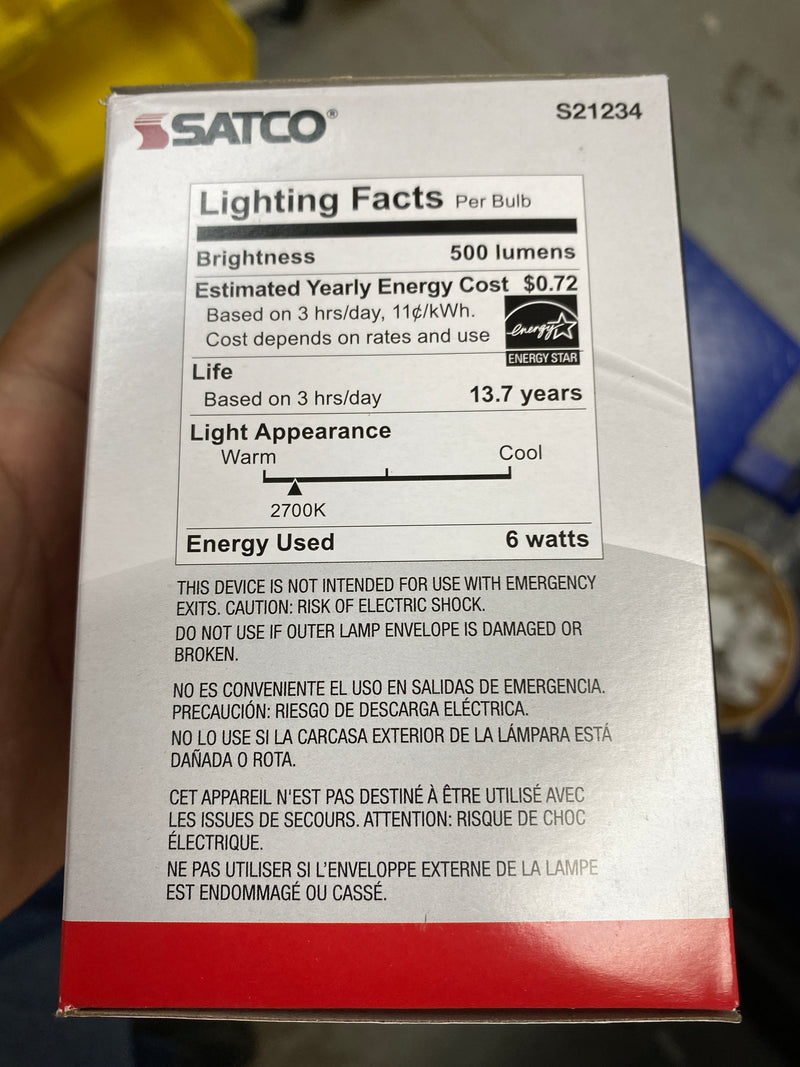 SATCO® S21234
Lighting Facts Per Bulb
Brightness 500 lumens
Estimated Yearly Energy Cost $0.72
Based on 3 hrs/day, 11¢/kWh.
Cost depends on rates and use
energy
ENERGY STAR
Life
Based on 3 hrs/day 13.7 years
Light Appearance
Warm Cool
2700K
Energy Used 6 watts
THIS DEVICE IS NOT INTENDED FOR USE WITH EMERGENCY
EXITS. CAUTION: RISK OF ELECTRIC SHOCK.
DO NOT USE IF OUTER LAMP ENVELOPE IS DAMAGED OR
BROKEN.
NO ES CONVENIENTE EL USO EN SALIDAS DE EMERGENCIA.
PRECAUCIÓN: RIESGO DE DESCARGA ELÉCTRICA.
NO LO USE SI LA CARCASA EXTERIOR DE LA LÁMPARA ESTÁ
DAÑADA O ROTA.
CET APPAREIL N'EST PAS DESTINÉ À ÊTRE UTILISÉ AVEC
LES ISSUES DE SECOURS. ATTENTION: RISQUE DE CHOC
ÉLECTRIQUE.
NE PAS UTILISER SI L'ENVELOPPE EXTERNE DE LA LAMPE
EST ENDOMMAGÉ OU CASSÉ.